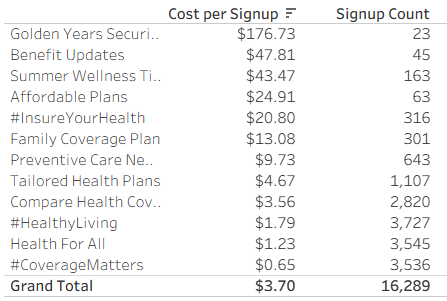 Cost per Signup Signup Count
Golden Years Securi.. $176.73 23
Benefit Updates $47.81 45
Summer Wellness Ti.. $43.47 163
Affordable Plans $24.91 63
#InsureYourHealth $20.80 316
Family Coverage Plan $13.08 301
Preventive Care Ne.. $9.73 643
Tailored Health Plans $4.67 1,107
Compare Health Cov.. $3.56 2,820
#HealthyLiving $1.79 3,727
Health For All $1.23 3,545
#CoverageMatters $0.65 3,536
Grand Total $3.70 16,289